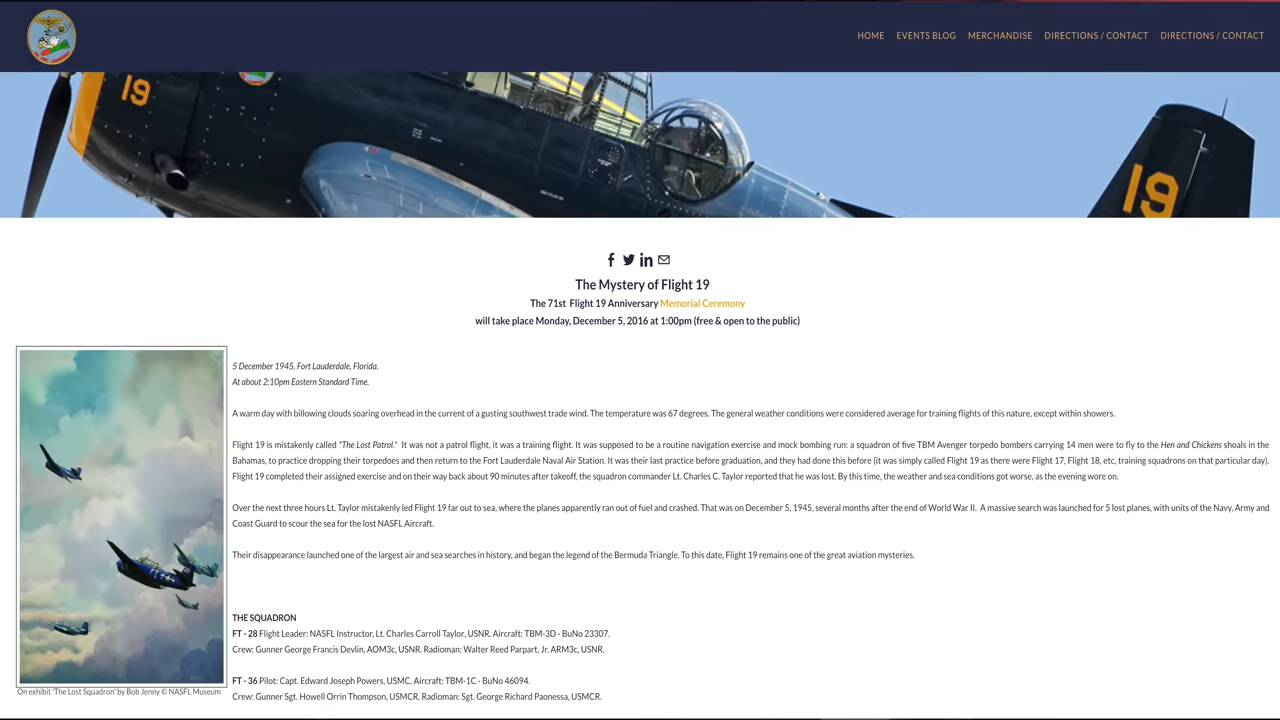 HOME EVENTS BLOG MERCHANDISE DIRECTIONS / CONTACT DIRECTIONS / CONTACT
19
19
The Mystery of Flight 19
The 71st Flight 19 Anniversary Memorial Ceremony
will take place Monday, December 5, 2016 at 1:00pm (free & open to the public)
5 December 1945, Fort Lauderdale, Florida.
At about 2:10pm Eastern Standard Time.
A warm day with billowing clouds soaring overhead in the current of a gusting southwest trade wind. The temperature was 67 degrees. The general weather conditions were considered average for training flights of this nature, except within showers.
Flight 19 is mistakenly called "The Lost Patrol." It was not a patrol flight, it was a training flight. It was supposed to be a routine navigation exercise and mock bombing run: a squadron of five TBM Avenger torpedo bombers carrying 14 men were to fly to the Hen and Chickens shoals in the
Bahamas, to practice dropping their torpedoes and then return to the Fort Lauderdale Naval Air Station. It was their last practice before graduation, and they had done this before (it was simply called Flight 19 as there were Flight 17, Flight 18, etc, training squadrons on that particular day).
Flight 19 completed their assigned exercise and on their way back about 90 minutes after takeoff, the squadron commander Lt. Charles C. Taylor reported that he was lost. By this time, the weather and sea conditions got worse, as the evening wore on.
Over the next three hours Lt. Taylor mistakenly led Flight 19 far out to sea, where the planes apparently ran out of fuel and crashed. That was on December 5, 1945, several months after the end of World War II. A massive search was launched for 5 lost planes, with units of the Navy, Army and
Coast Guard to scour the sea for the lost NASFL Aircraft.
Their disappearance launched one of the largest air and sea searches in history, and began the legend of the Bermuda Triangle. To this date, Flight 19 remains one of the great aviation mysteries.
THE SQUADRON
FT - 28 Flight Leader: NASFL Instructor, Lt. Charles Carroll Taylor, USNR. Aircraft: TBM-3D - BuNo 23307.
Crew: Gunner George Francis Devlin, AOM3c, USNR. Radioman: Walter Reed Parpart, Jr. ARM3c, USNR.
FT - 36 Pilot: Capt. Edward Joseph Powers, USMC. Aircraft: TBM-1C - BuNo 46094.
Crew: Gunner Sgt. Howell Orrin Thompson, USMCR. Radioman: Sgt. George Richard Paonessa, USMCR.
On exhibit 'The Lost Squadron' by Bob Jenny © NASFL Museum